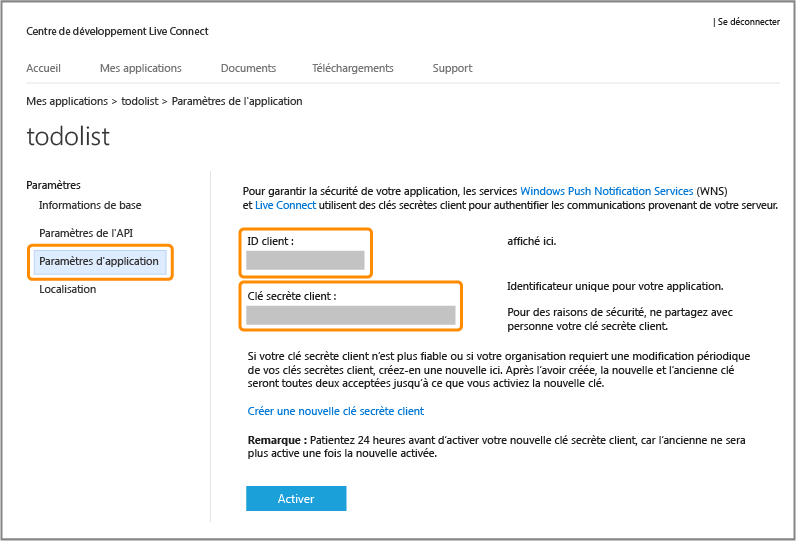 | Se déconnecter
Centre de développement Live Connect
Accueil Mes applications Documents Téléchargements Support
Mes applications > todolist > Paramètres de l'application
todolist
Paramètres
Informations de base
Paramètres de l'API
Paramètres d'application
Localisation
Pour garantir la sécurité de votre application, les services Windows Push Notification Services (WNS)
et Live Connect utilisent des clés secrètes client pour authentifier les communications provenant de votre serveur.
ID client :
affiché ici.
Identificateur unique pour votre application.
Clé secrète client :
Pour des raisons de sécurité, ne partagez avec
personne votre clé secrète client.
Si votre clé secrète client n'est plus fiable ou si votre organisation requiert une modification périodique
de vos clés secrètes client, créez-en une nouvelle ici. Après l'avoir créée, la nouvelle et l'ancienne clé
seront toutes deux acceptées jusqu'à ce que vous activiez la nouvelle clé.
Créer une nouvelle clé secrète client
Remarque : Patientez 24 heures avant d'activer votre nouvelle clé secrète client, car l'ancienne ne sera
plus active une fois la nouvelle activée.
Activer